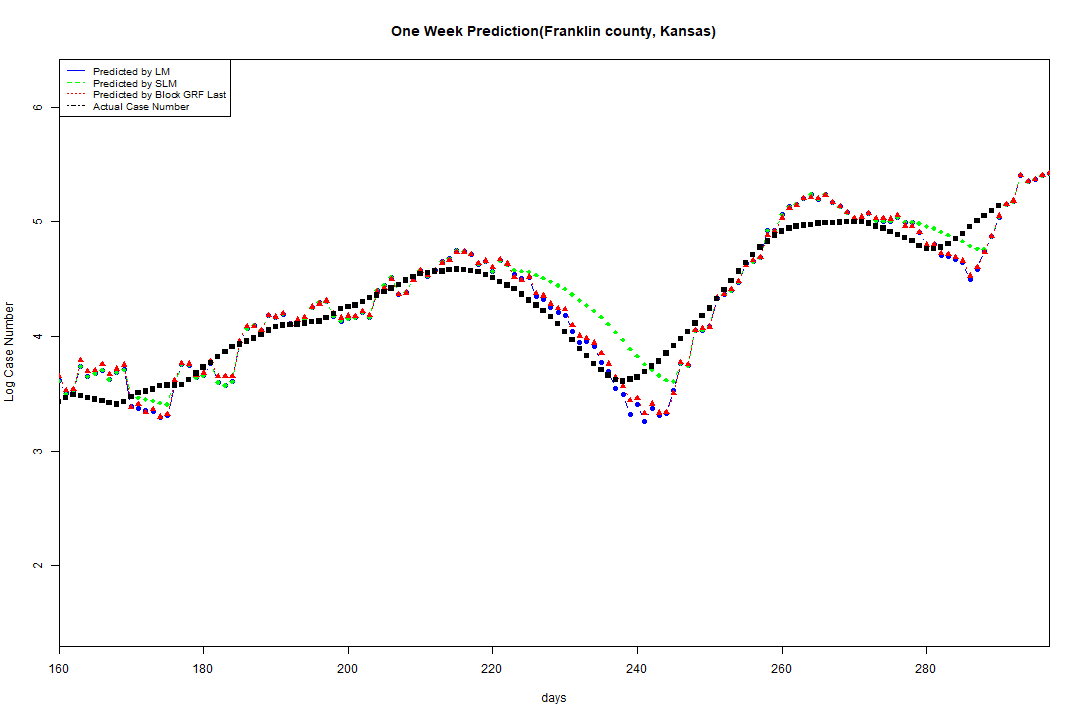 One Week Prediction(Franklin county, Kansas)
Predicted by LM
Predicted by SLM
Predicted by Block GRF Last
Actual Case Number
6
5
4
3
2
Log Case Number
160 180 200 220 240 260 280
days